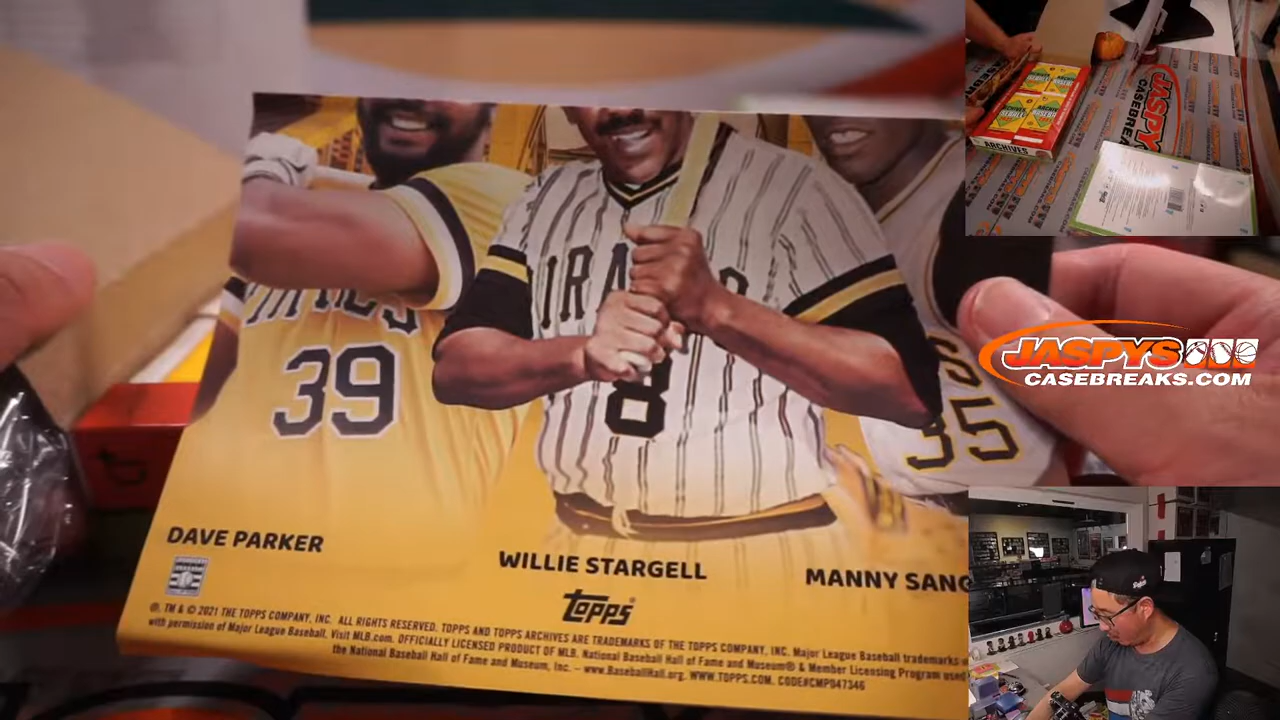 39
PIRA
8
35
DAVE PARKER
WILLIE STARGELL
MANNY
topps
®, TM & © 2021 THE TOPPS COMPANY, INC. ALL RIGHTS RESERVED. TOPPS AND TOPPS ARCHIVES ARE TRADEMARKS OF THE TOPPS COMPANY, INC. Major League Baseball trademarks
with permission of Major League Baseball. Visit MLB.com. OFFICIALLY LICENSED PRODUCT OF MLB. National Baseball Hall of Fame and Museum® & Member Licensing Program used
the National Baseball Hall of Fame and Museum, Inc. – www.BaseballHall.org. WWW.TOPPS.COM. CODE#CMP047346
ARCHIVES
JASPYS
CASEBREAKS.COM
JASPY
CASEBREA